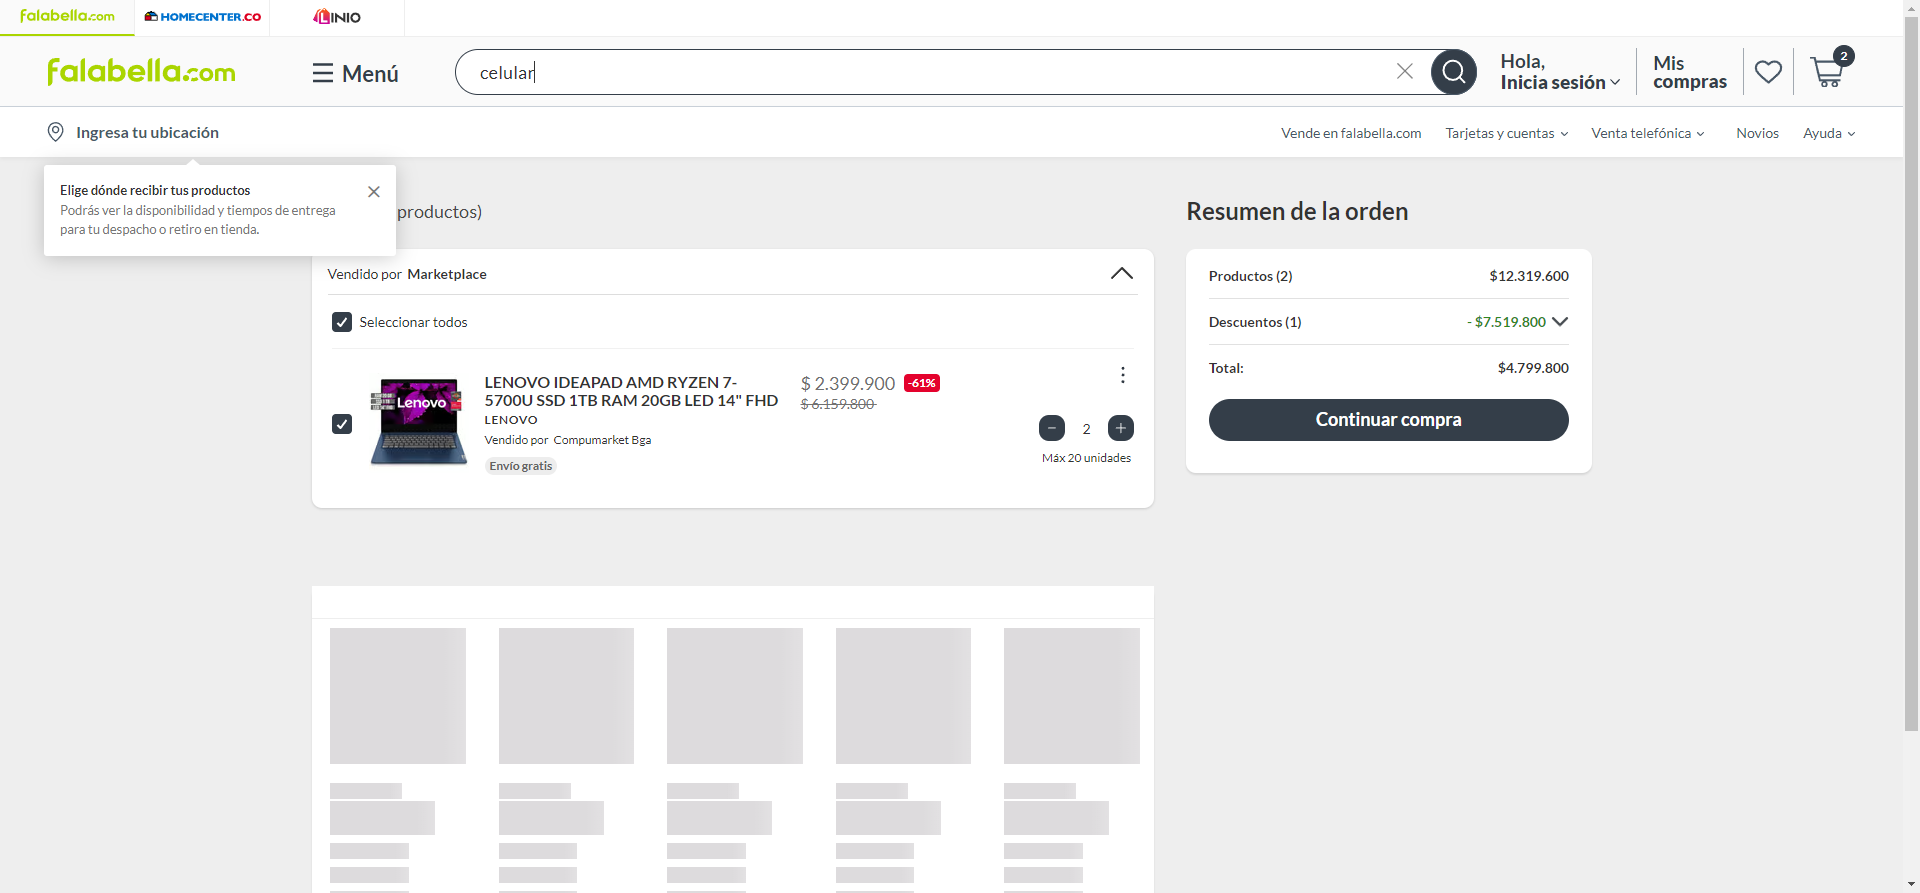 falabella.com
HOMECENTER.CO
LINIO
falabella.com
Menú
celular
Hola,
Inicia sesión
Mis
compras
2
Ingresa tu ubicación
Vende en falabella.com
Tarjetas y cuentas
Venta telefónica
Novios
Ayuda
Elige dónde recibir tus productos
Podrás ver la disponibilidad y tiempos de entrega
para tu despacho o retiro en tienda.
productos)
Vendido por Marketplace
Seleccionar todos
Lenovo
LENOVO IDEAPAD AMD RYZEN 7-
5700U SSD 1TB RAM 20GB LED 14" FHD
LENOVO
Vendido por Compumarket Bga
Envío gratis
$ 2.399.900 -61%
$ 6.159.800
2
Máx 20 unidades
Resumen de la orden
Productos (2) $12.319.600
Descuentos (1) - $7.519.800
Total: $4.799.800
Continuar compra